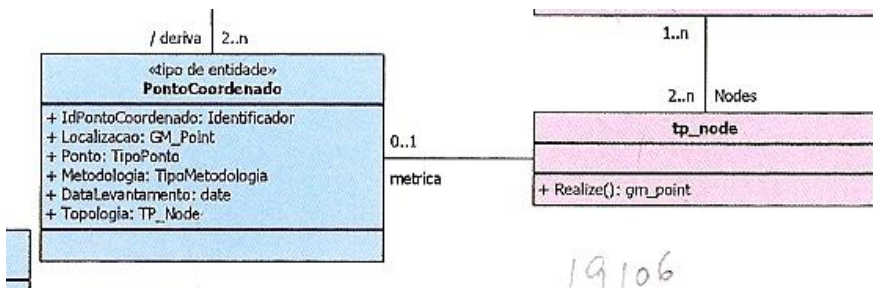 / deriva 2..n
«tipo de entidade»
PontoCoordenado
+ IdPontoCoordenado: Identificador
+ Localizacao: GM_Point
+ Ponto: TipoPonto
+ Metodologia: TipoMetodologia
+ DataLevantamento: date
+ Topologia: TP_Node
0..1
metrica
1..n
2..n Nodes
tp_node
+ Realize(): gm_point
19106